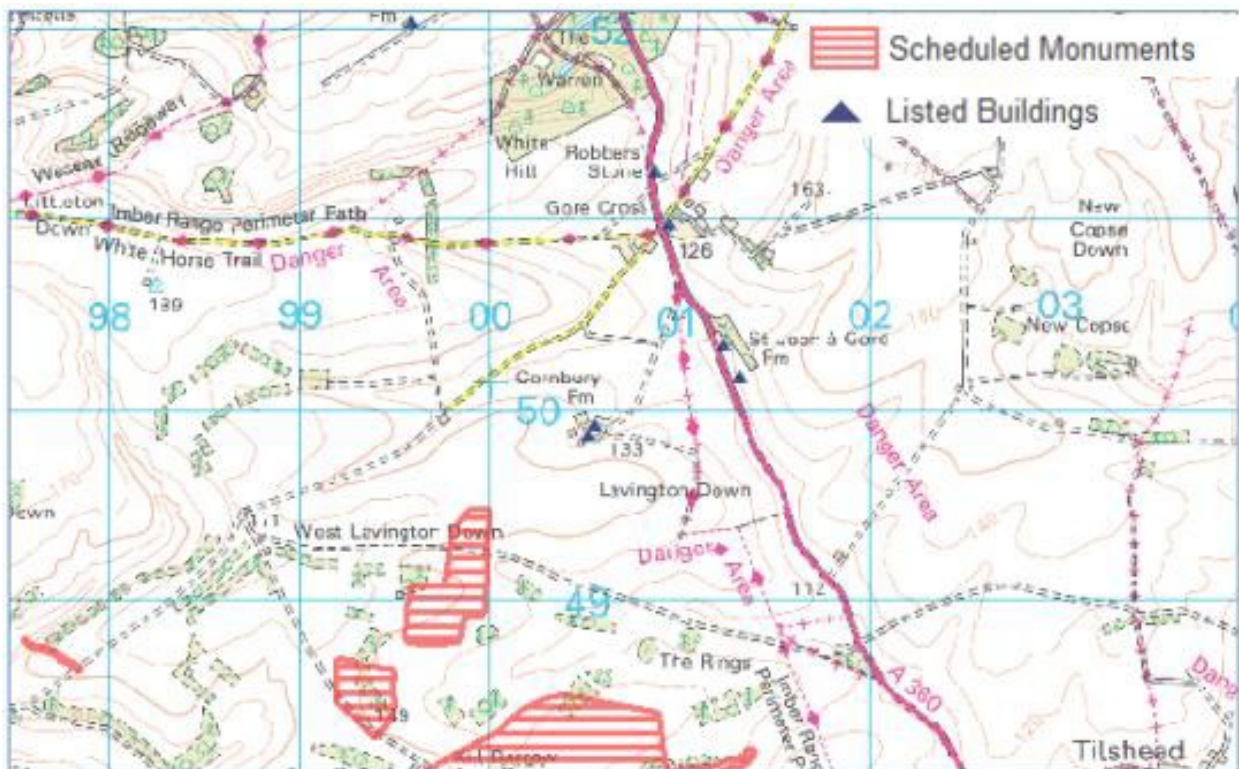 Fm
52
The
Warren
Scheduled Monuments
Listed Buildings
Danger Area
White
Hill
Robbers'
Stone
163
Wessex Ridgeway
Littleton
Down
Imber Range Perimeter Path
Gore Cross
New
Copse
Down
White Horse Trail
Danger
Area
126
98
99
00
01
02
03
New Copse
Fm
50
Fm
133
Danger Area
Lavington Down
West Lavington Down
Danger
Area
49
112
The Rings
A 360
Imber Range
Perimeter P
Dang
Tilshead